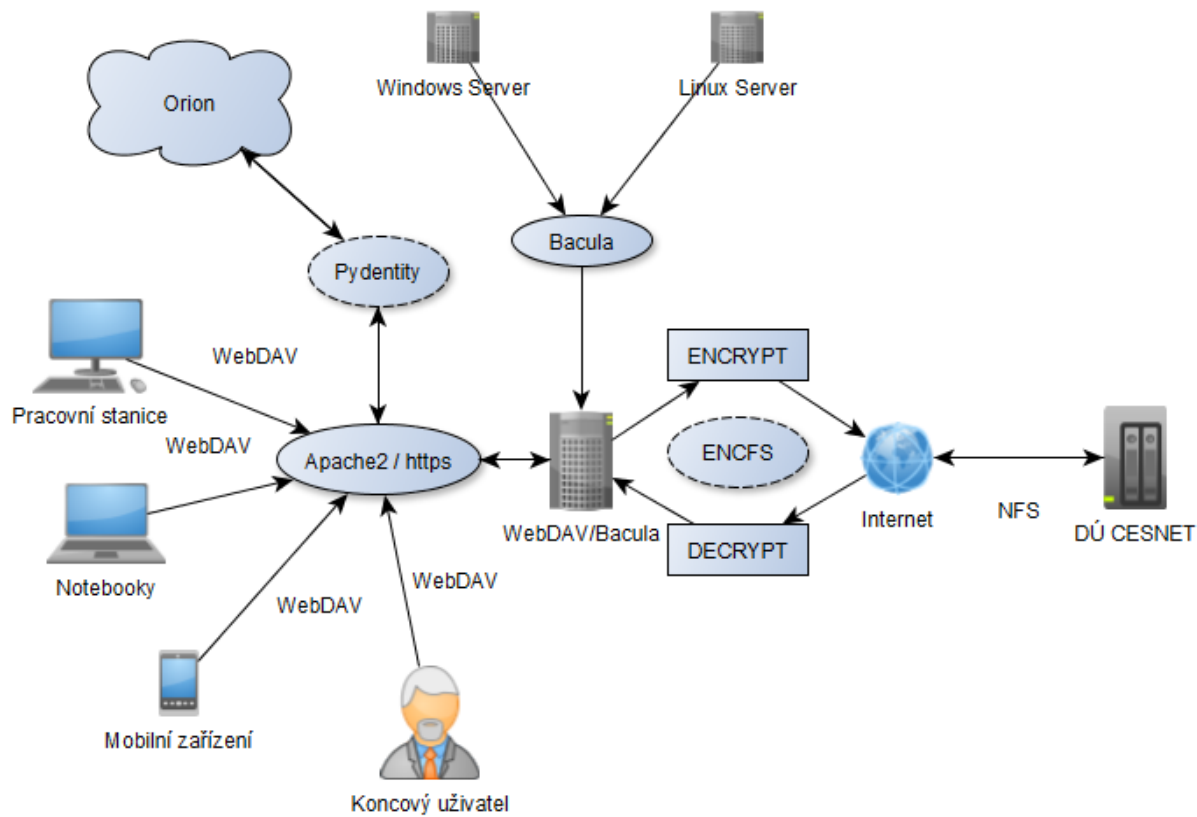 Windows Server
Linux Server
Orion
Bacula
Pydentity
WebDAV
ENCRYPT
Pracovní stanice
WebDAV
Apache2 / https
ENCFS
WebDAV/Bacula
Internet
NFS
DÚ CESNET
DECRYPT
Notebooky
WebDAV
WebDAV
Mobilní zařízení
Koncový uživatel